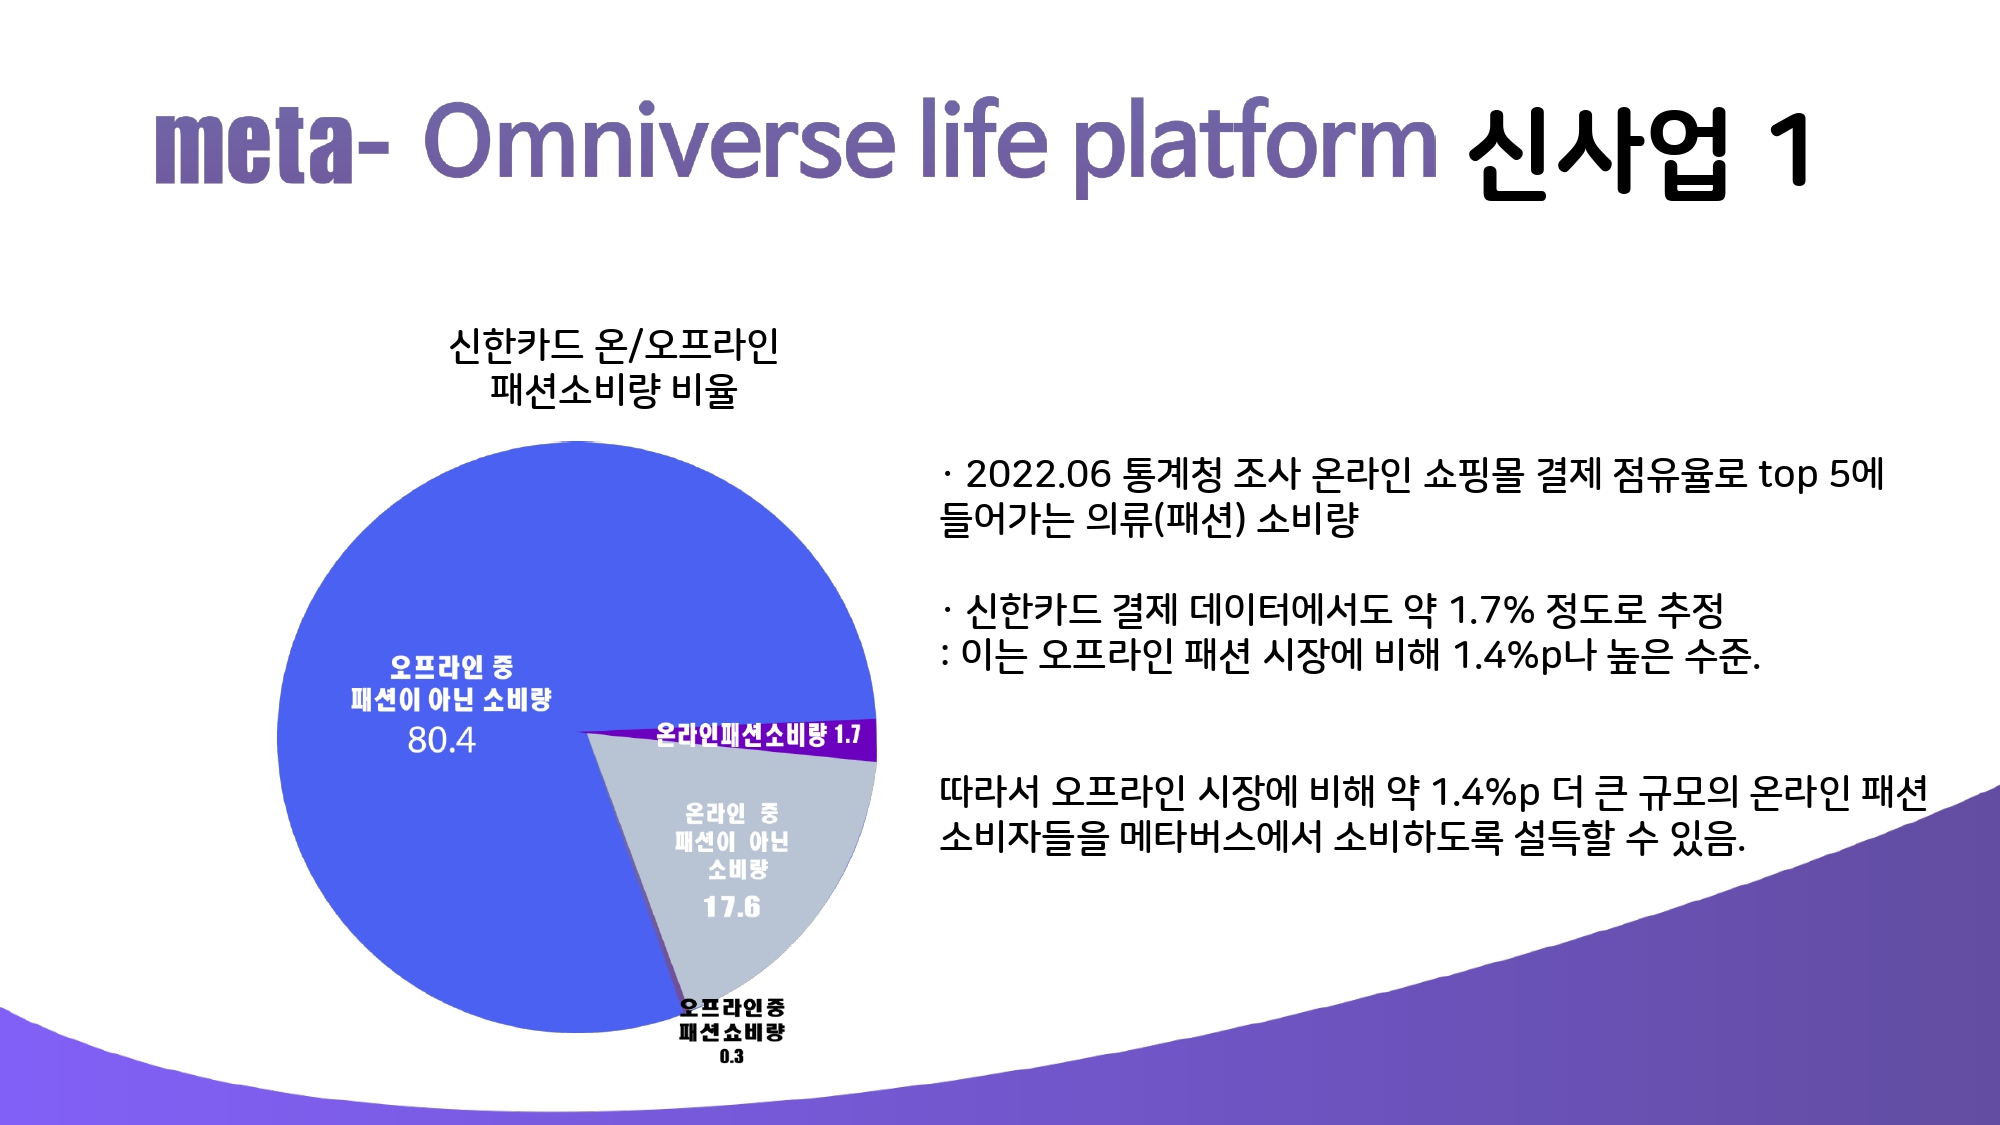 meta- Omniverse life platform 신사업 1
신한카드 온/오프라인
패션소비량 비율
오프라인 중
패션이 아닌 소비량
80.4
온라인패션소비량 1.7
온라인 중
패션이 아닌
소비량
17.6
오프라인중
패션쇼비량
0.3
· 2022.06 통계청 조사 온라인 쇼핑몰 결제 점유율로 top 5에
들어가는 의류(패션) 소비량
· 신한카드 결제 데이터에서도 약 1.7% 정도로 추정
: 이는 오프라인 패션 시장에 비해 1.4%p나 높은 수준.
따라서 오프라인 시장에 비해 약 1.4%p 더 큰 규모의 온라인 패션
소비자들을 메타버스에서 소비하도록 설득할 수 있음.